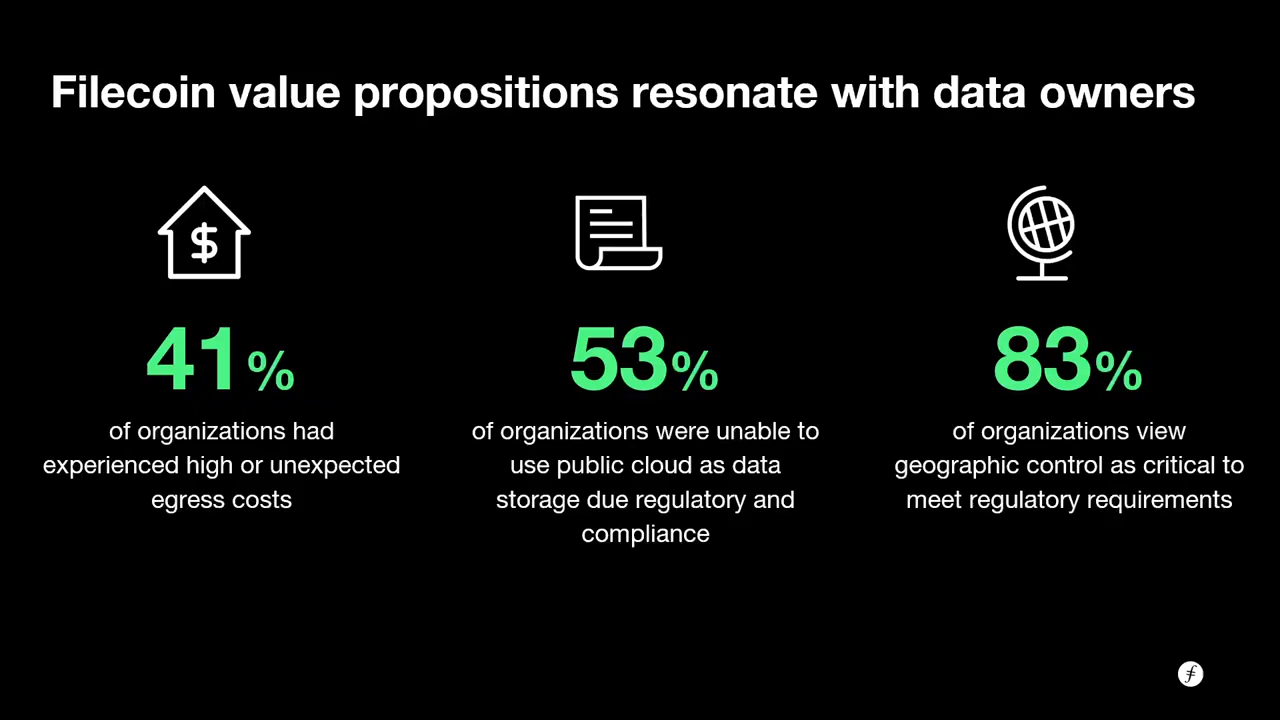 Filecoin value propositions resonate with data owners
$
41%
of organizations had
experienced high or unexpected
egress costs
53%
of organizations were unable to
use public cloud as data
storage due regulatory and
compliance
83%
of organizations view
geographic control as critical to
meet regulatory requirements